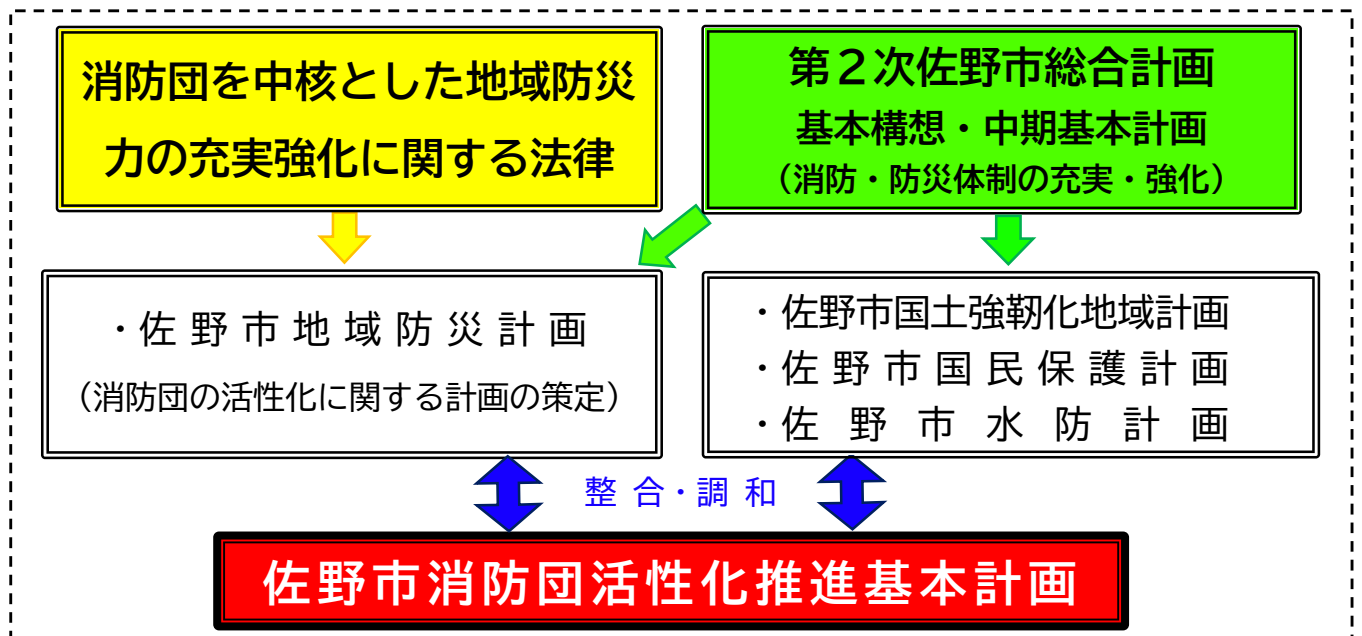 消防団を中核とした地域防災
力の充実強化に関する法律
第２次佐野市総合計画
基本構想・中期基本計画
（消防・防災体制の充実・強化）
・佐野市地域防災計画
（消防団の活性化に関する計画の策定）
・佐野市国土強靭化地域計画
・佐野市国民保護計画
・佐野市水防計画
整合・調和
佐野市消防団活性化推進基本計画